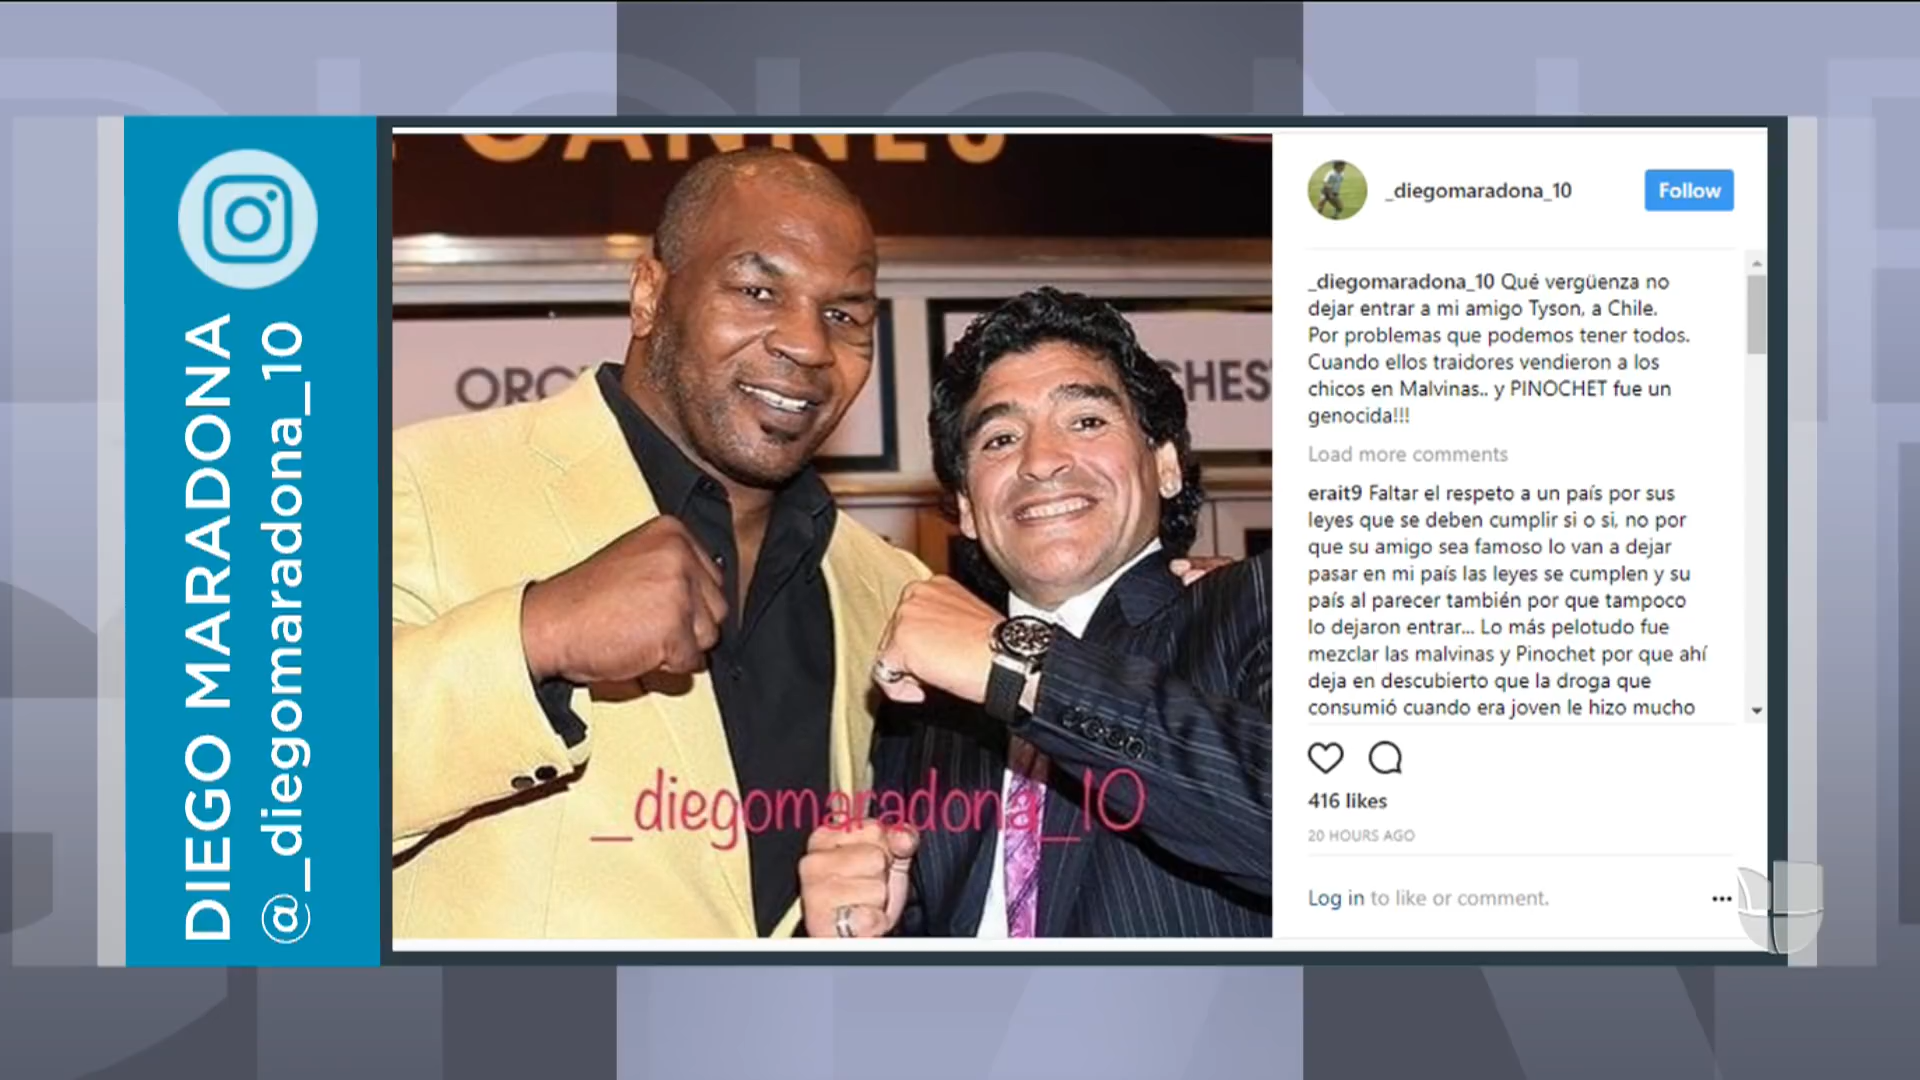 DIEGO MARADONA
@_diegomaradona_10
CANNES
ORC
CHES
_diegomaradona_10
_diegomaradona_10
Follow
_diegomaradona_10 Qué vergüenza no
dejar entrar a mi amigo Tyson, a Chile.
Por problemas que podemos tener todos.
Cuando ellos traidores vendieron a los
chicos en Malvinas.. y PINOCHET fue un
genocida!!!
Load more comments
erait9 Faltar el respeto a un país por sus
leyes que se deben cumplir si o si, no por
que su amigo sea famoso lo van a dejar
pasar en mi país las leyes se cumplen y su
país al parecer también por que tampoco
lo dejaron entrar... Lo más pelotudo fue
mezclar las malvinas y Pinochet por que ahí
deja en descubierto que la droga que
consumió cuando era joven le hizo mucho
416 likes
20 HOURS AGO
Log in to like or comment.